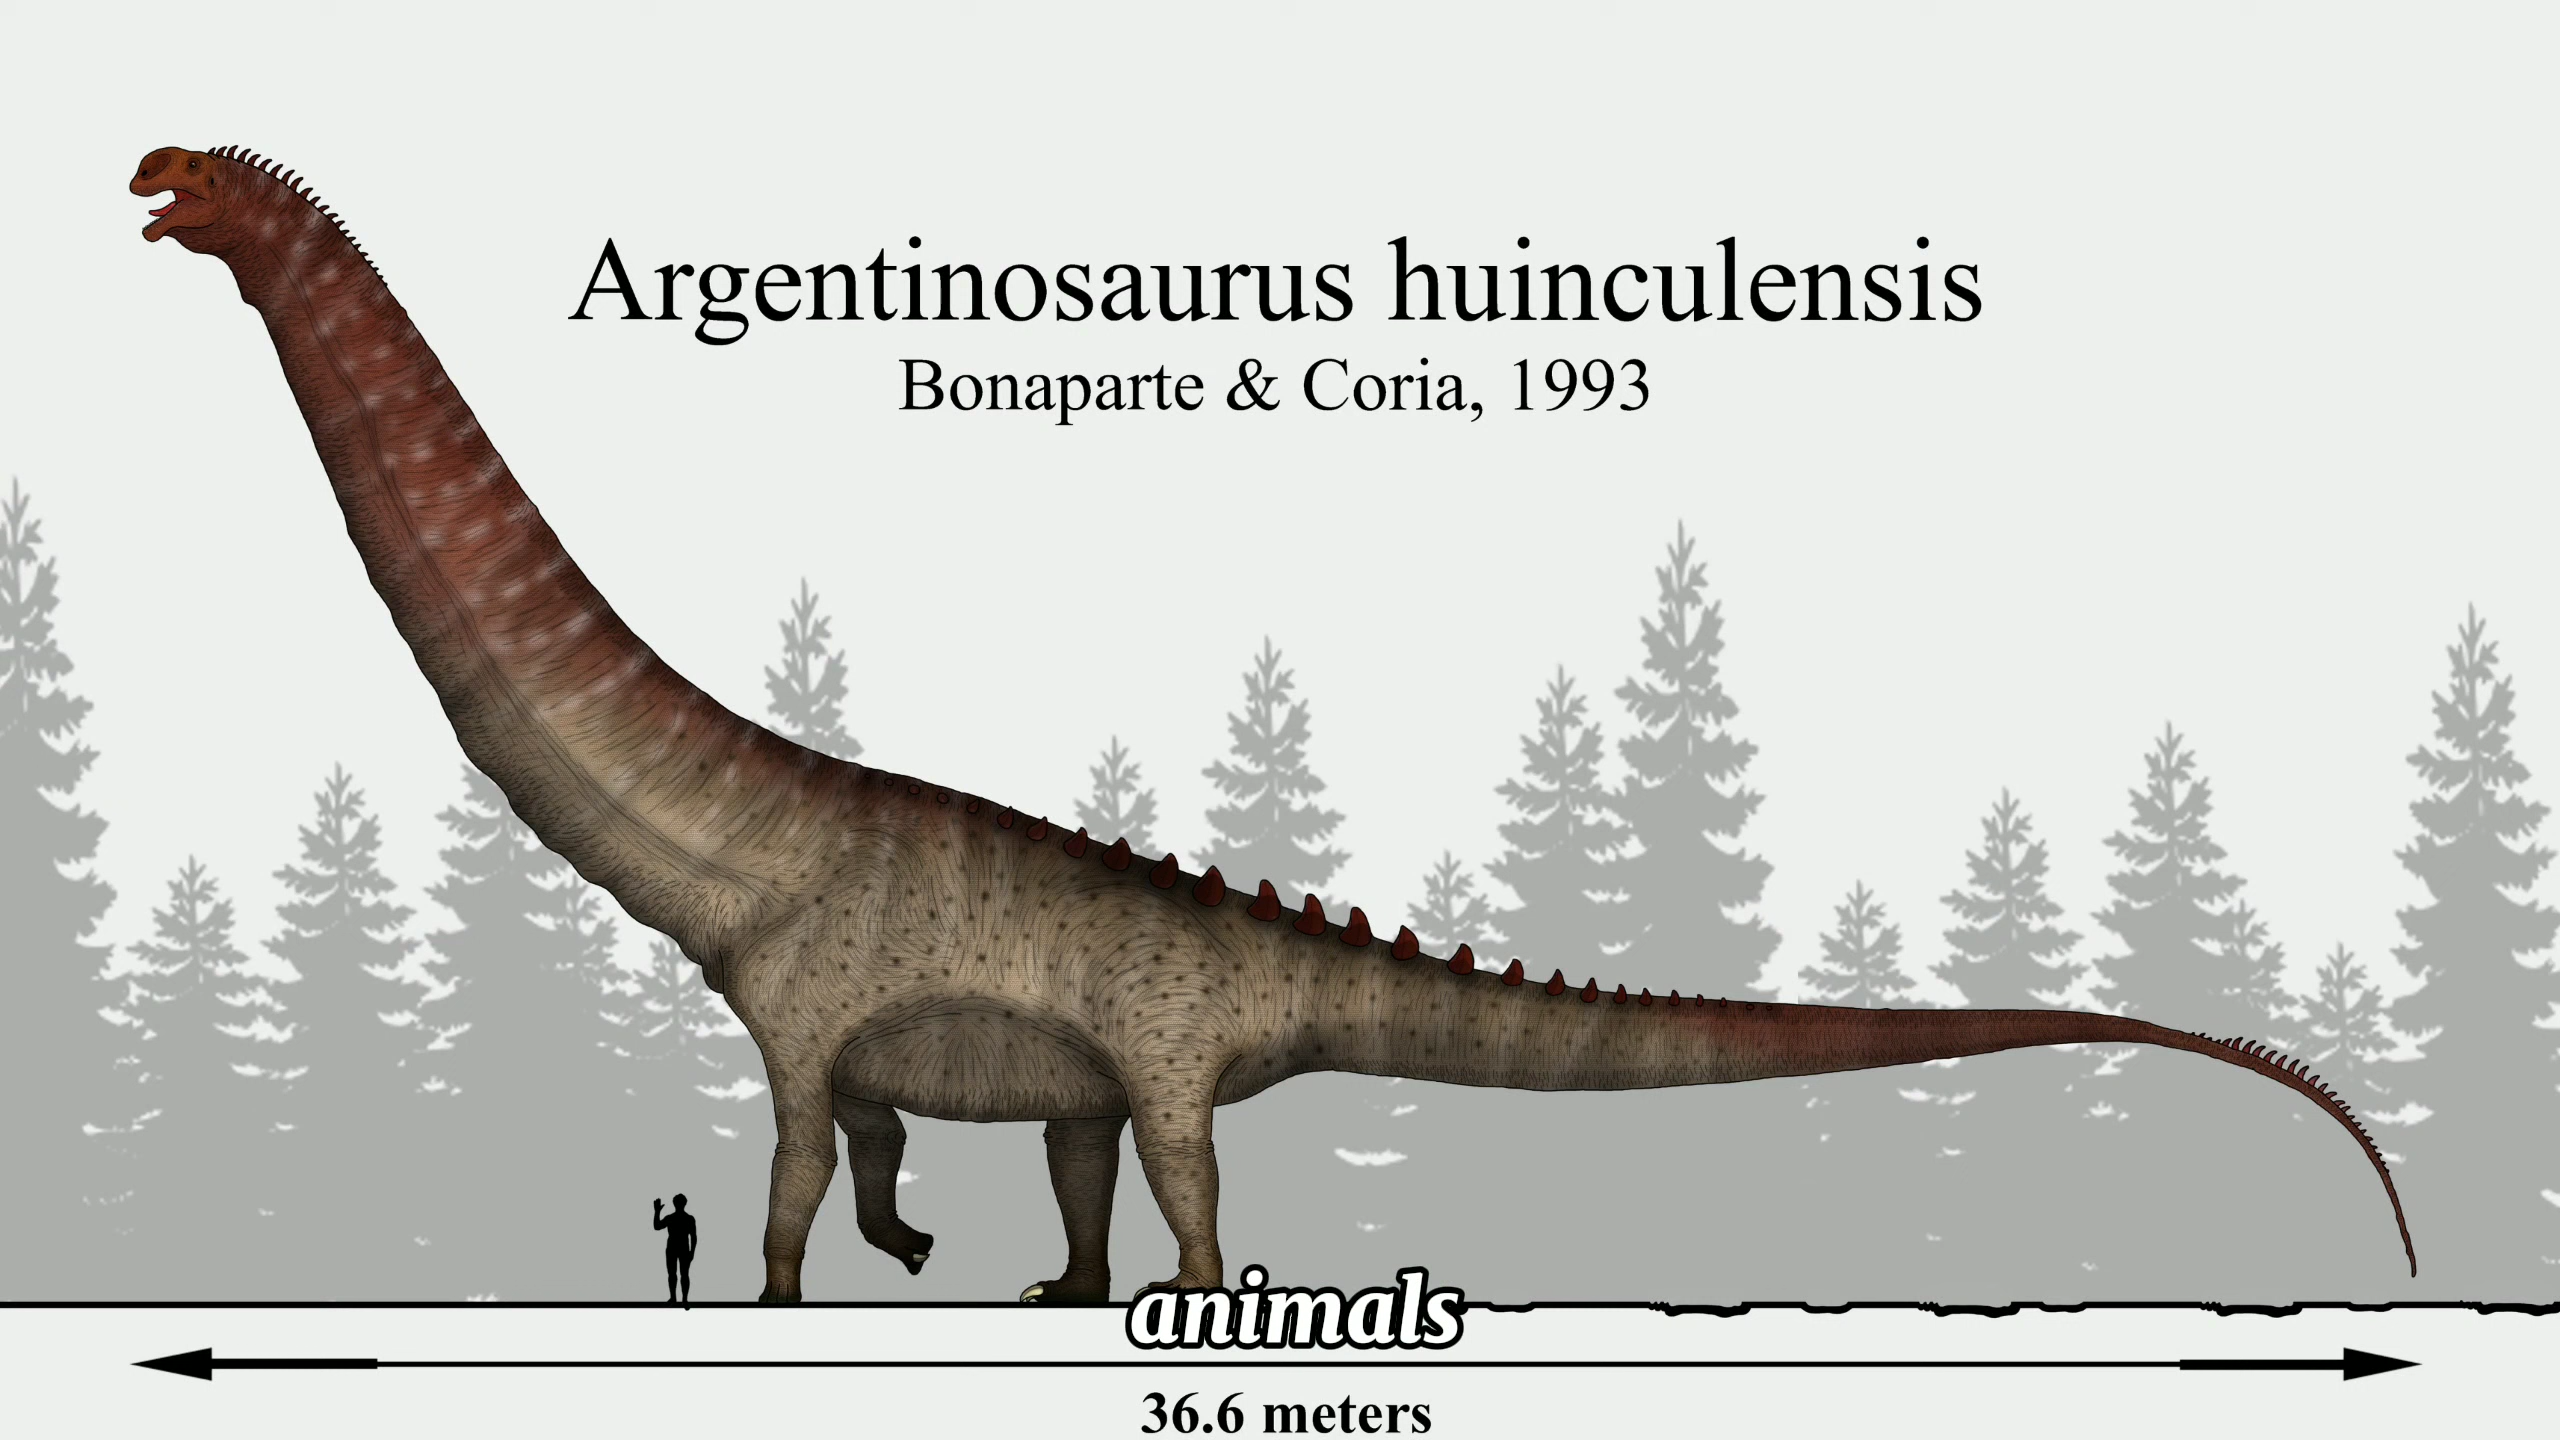 Argentinosaurus huinculensis
Bonaparte & Coria, 1993
animals
36.6 meters